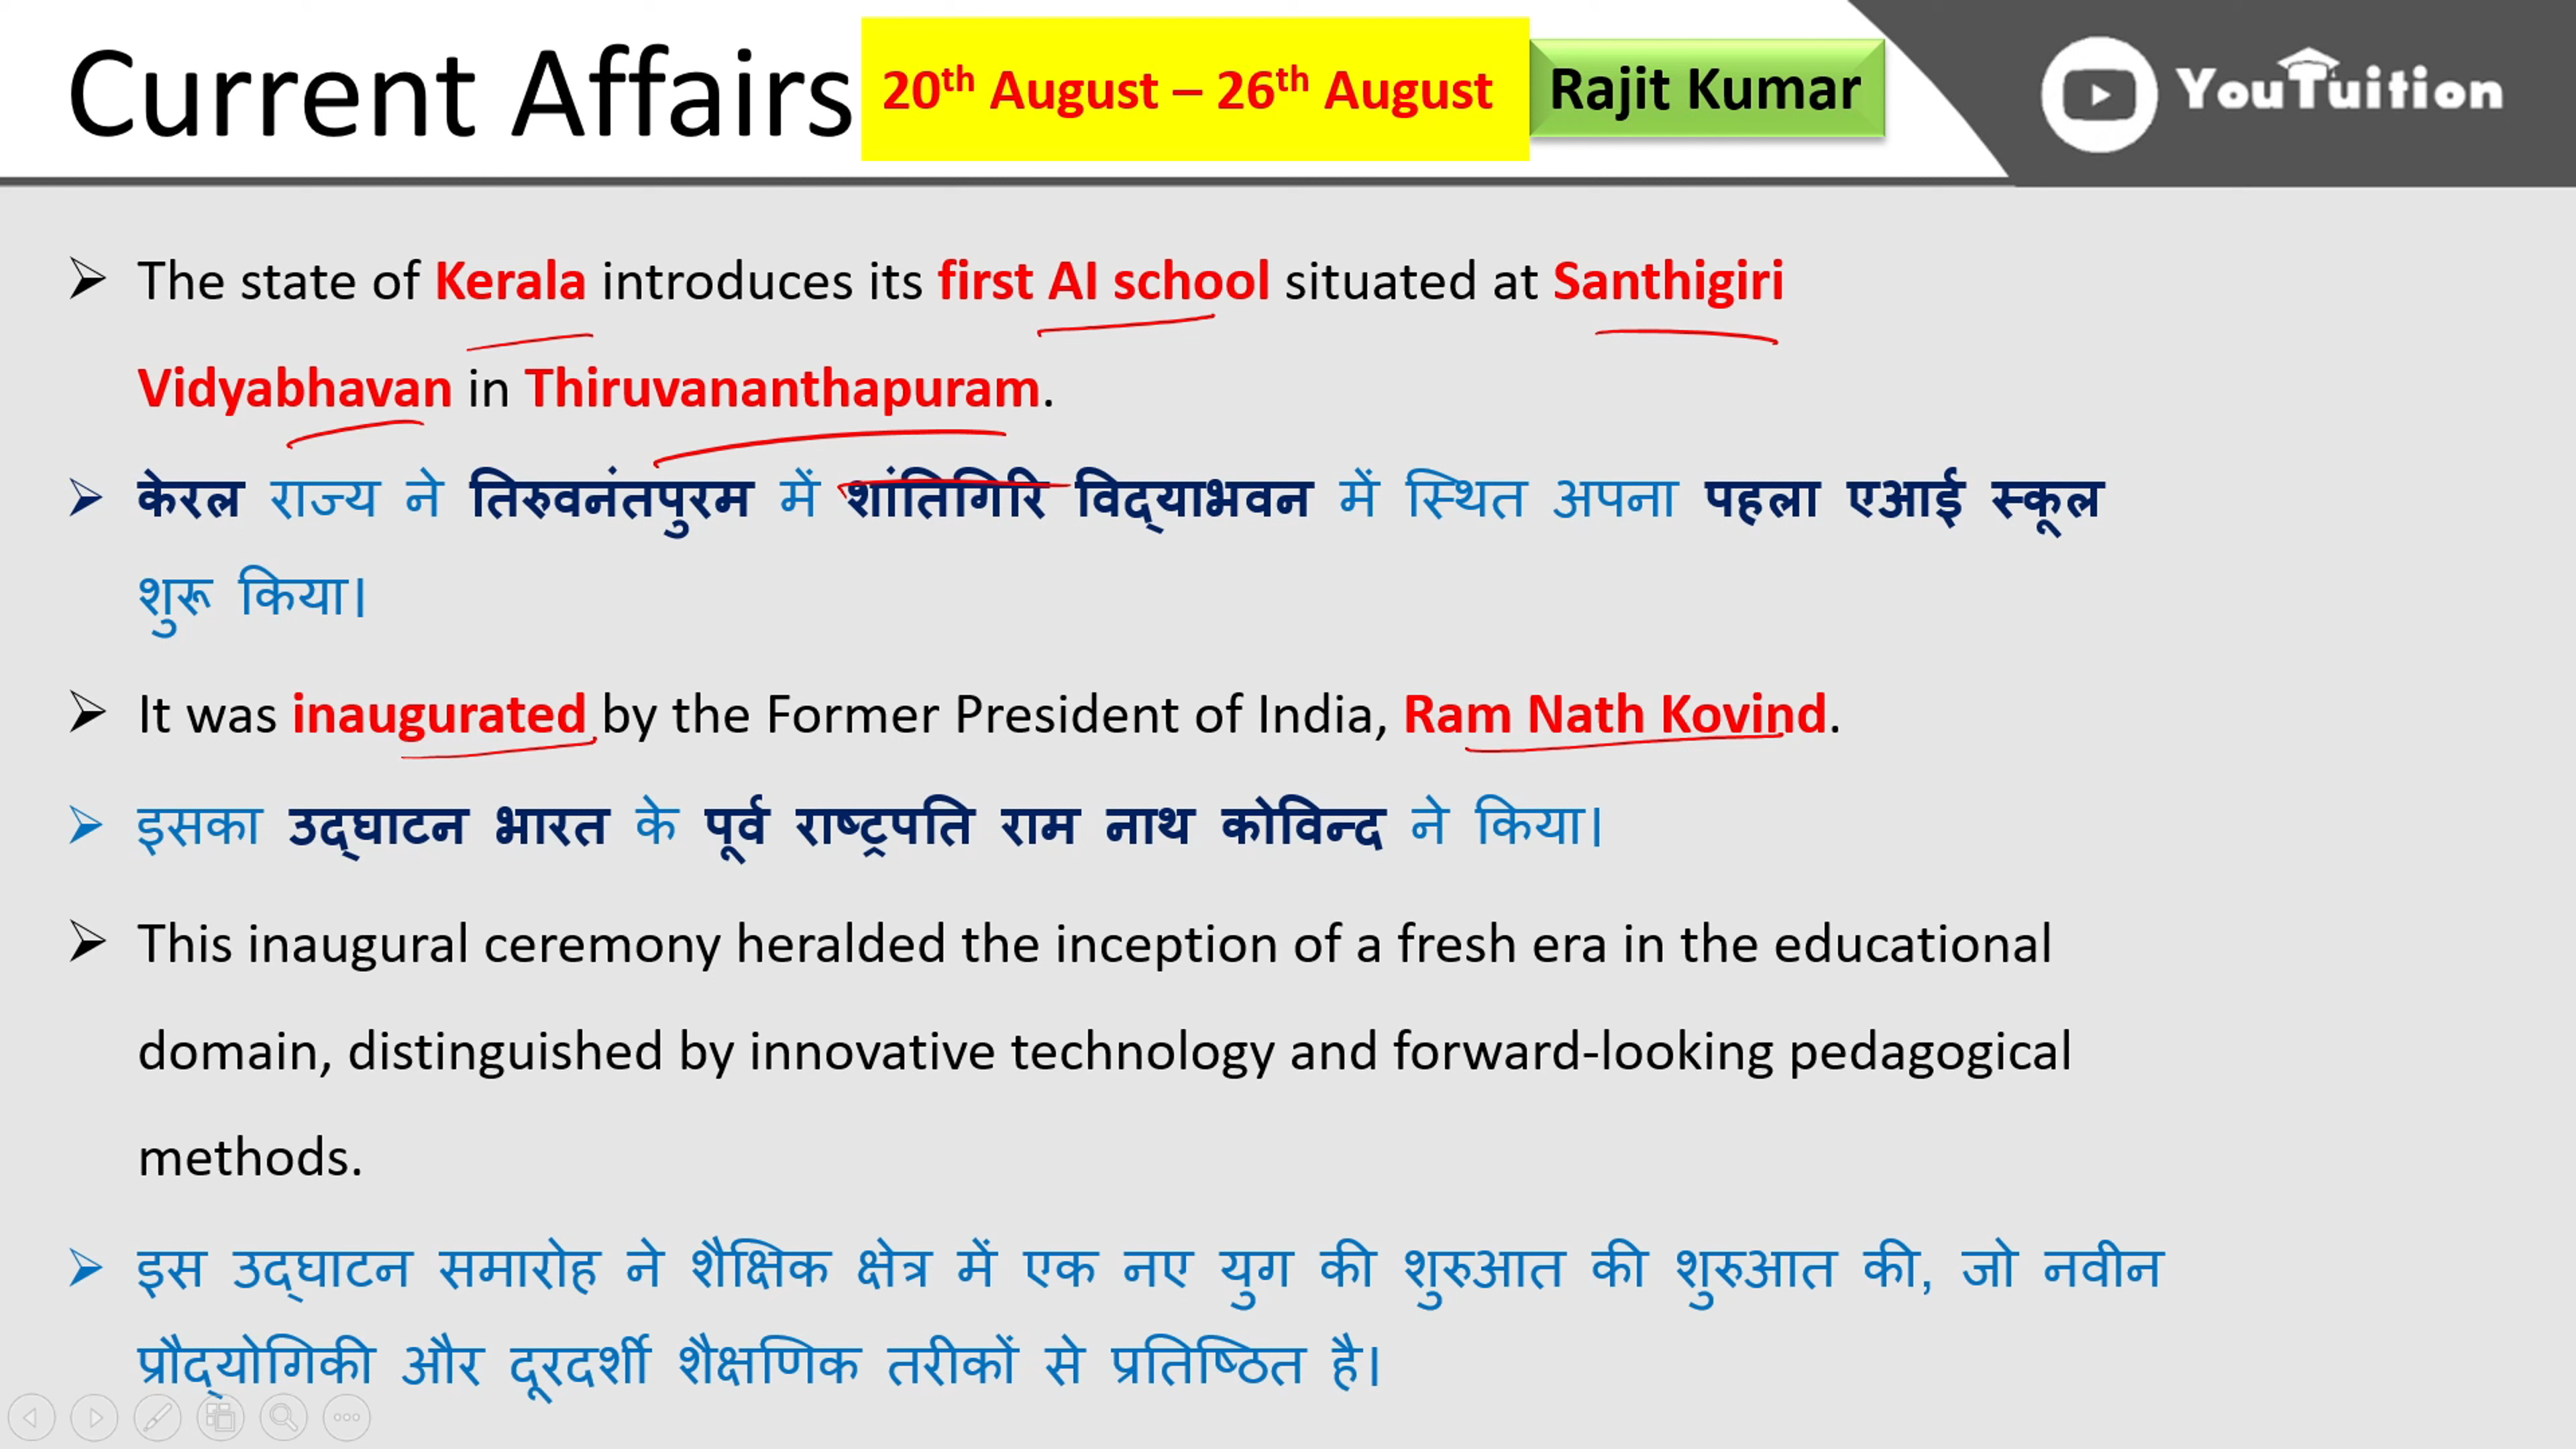 Current Affairs 20th August – 26th August Rajit Kumar YouTuition
The state of Kerala introduces its first AI school situated at Santhigiri
Vidyabhavan in Thiruvananthapuram.
केरल राज्य ने तिरुवनंतपुरम में शांतिगिरि विद्याभवन में स्थित अपना पहला एआई स्कूल
शुरू किया।
It was inaugurated by the Former President of India, Ram Nath Kovind.
इसका उद्घाटन भारत के पूर्व राष्ट्रपति राम नाथ कोविन्द ने किया।
This inaugural ceremony heralded the inception of a fresh era in the educational
domain, distinguished by innovative technology and forward-looking pedagogical
methods.
इस उद्घाटन समारोह ने शैक्षिक क्षेत्र में एक नए युग की शुरुआत की शुरुआत की, जो नवीन
प्रौद्योगिकी और दूरदर्शी शैक्षणिक तरीकों से प्रतिष्ठित है।